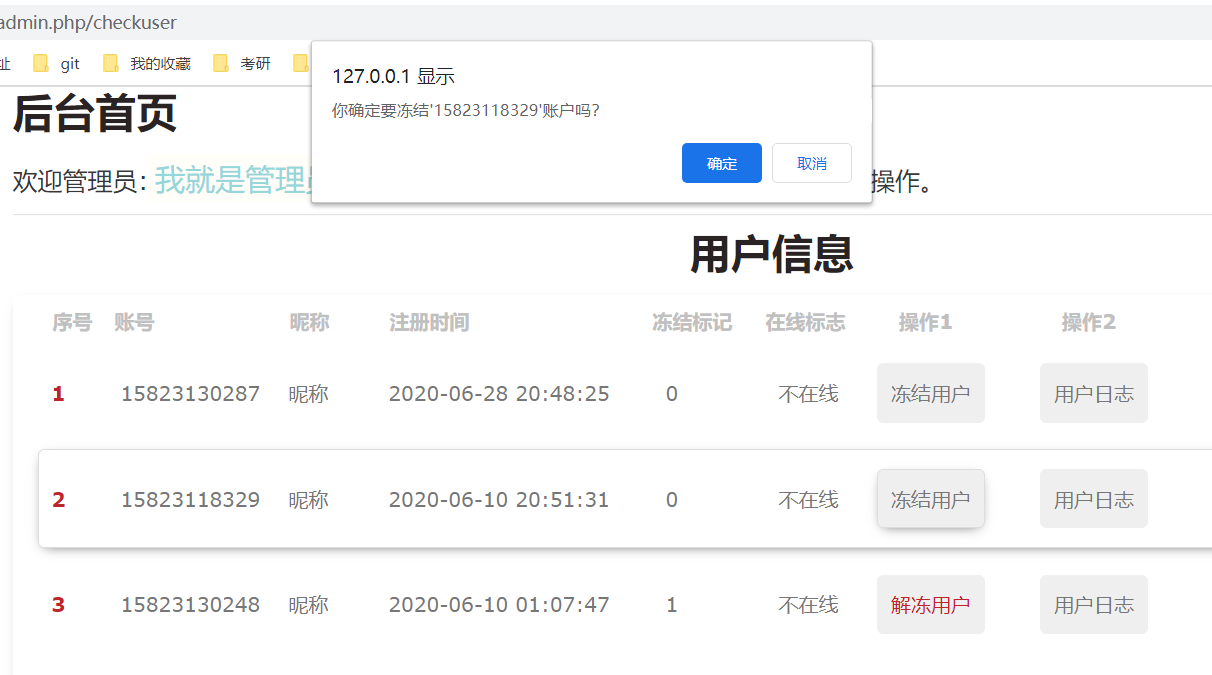 admin.php/checkuser
址 git 我的收藏 考研
127.0.0.1 显示
你确定要冻结'15823118329'账户吗?
确定 取消
后台首页
欢迎管理员: 我就是管理员 操作。
用户信息
序号 账号 昵称 注册时间 冻结标记 在线标志 操作1 操作2
1 15823130287 昵称 2020-06-28 20:48:25 0 不在线 冻结用户 用户日志
2 15823118329 昵称 2020-06-10 20:51:31 0 不在线 冻结用户 用户日志
3 15823130248 昵称 2020-06-10 01:07:47 1 不在线 解冻用户 用户日志